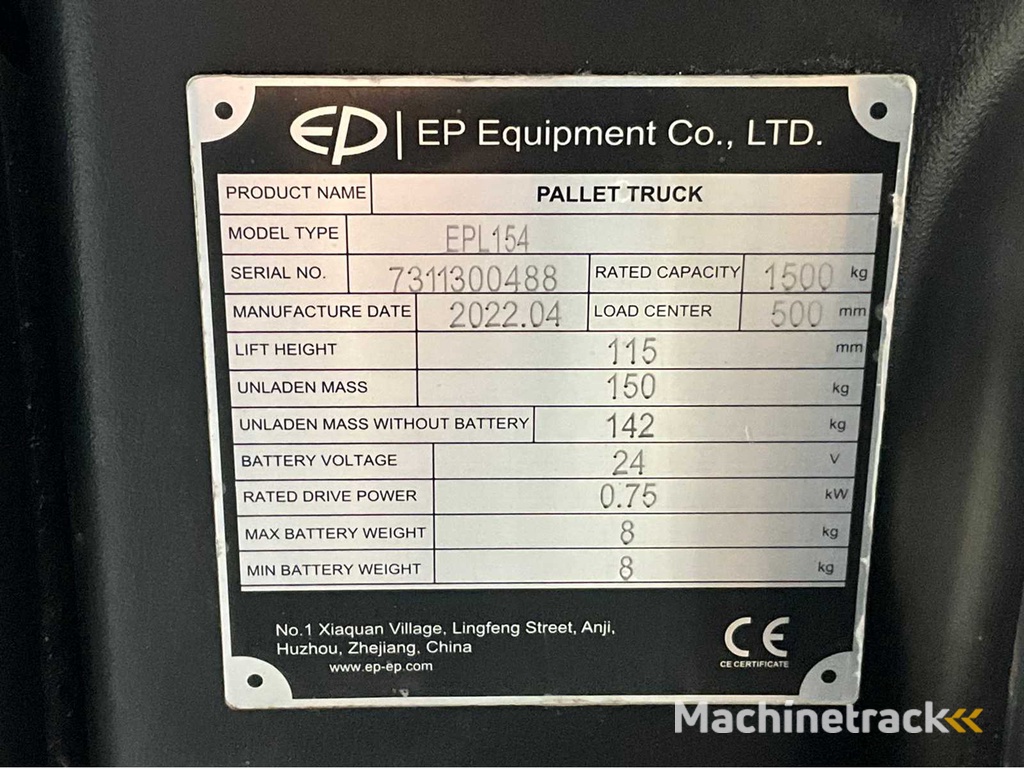 EP | EP Equipment Co., LTD.
PRODUCT NAME PALLET TRUCK
MODEL TYPE EPL154
SERIAL NO. 7311300488 RATED CAPACITY 1500 kg
MANUFACTURE DATE 2022.04 LOAD CENTER 500 mm
LIFT HEIGHT 115 mm
UNLADEN MASS 150 kg
UNLADEN MASS WITHOUT BATTERY 142 kg
BATTERY VOLTAGE 24 V
RATED DRIVE POWER 0.75 kW
MAX BATTERY WEIGHT 8 kg
MIN BATTERY WEIGHT 8 kg
No.1 Xiaquan Village, Lingfeng Street, Anji,
Huzhou, Zhejiang, China
www.ep-ep.com
CE
CE CERTIFICATE
Machinetrack